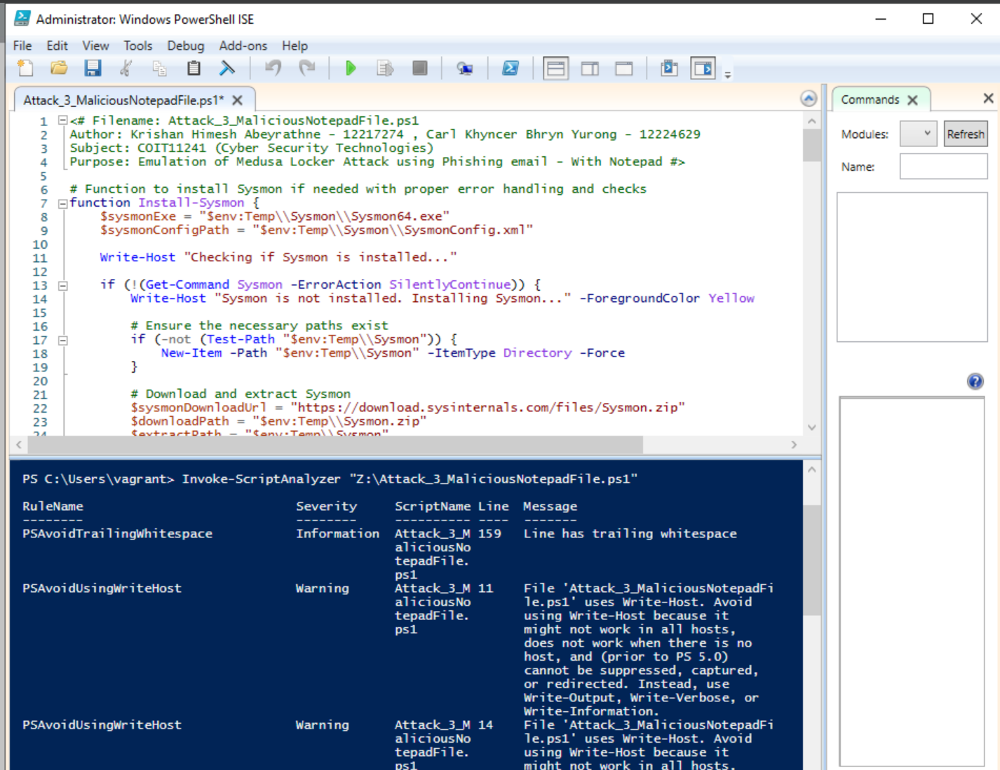 Administrator: Windows PowerShell ISE
File Edit View Tools Debug Add-ons Help
Attack_3_MaliciousNotepadFile.ps1*
1 <# Filename: Attack_3_MaliciousNotepadFile.ps1
2 Author: Krishan Himesh Abeyrathne - 12217274 , Carl Khyncer Bhryn Yurong - 12224629
3 Subject: COIT11241 (Cyber Security Technologies)
4 Purpose: Emulation of Medusa Locker Attack using Phishing email - With Notepad #>
5
6 # Function to install Sysmon if needed with proper error handling and checks
7 function Install-Sysmon {
8 $sysmonExe = "$env:Temp\\Sysmon\\Sysmon64.exe"
9 $sysmonConfigPath = "$env:Temp\\Sysmon\\SysmonConfig.xml"
10
11 Write-Host "Checking if Sysmon is installed..."
12
13 if (!(Get-Command Sysmon -ErrorAction SilentlyContinue)) {
14 Write-Host "Sysmon is not installed. Installing Sysmon..." -ForegroundColor Yellow
15
16 # Ensure the necessary paths exist
17 if (-not (Test-Path "$env:Temp\\Sysmon")) {
18 New-Item -Path "$env:Temp\\Sysmon" -ItemType Directory -Force
19 }
20
21 # Download and extract Sysmon
22 $sysmonDownloadUrl = "https://download.sysinternals.com/files/Sysmon.zip"
23 $downloadPath = "$env:Temp\\Sysmon.zip"
24 $extractPath = "$env:Temp\\Sysmon"
Commands
Modules: Refresh
Name:
PS C:\Users\vagrant> Invoke-ScriptAnalyzer "Z:\Attack_3_MaliciousNotepadFile.ps1"
RuleName Severity ScriptName Line Message
-------- -------- ---------- ---- -------
PSAvoidTrailingWhitespace Information Attack_3_M 159 Line has trailing whitespace
aliciousNo
tepadFile.
ps1
PSAvoidUsingWriteHost Warning Attack_3_M 11 File 'Attack_3_MaliciousNotepadFi
aliciousNo le.ps1' uses Write-Host. Avoid
tepadFile. using Write-Host because it
ps1 might not work in all hosts,
does not work when there is no
host, and (prior to PS 5.0)
cannot be suppressed, captured,
or redirected. Instead, use
Write-Output, Write-Verbose, or
Write-Information.
PSAvoidUsingWriteHost Warning Attack_3_M 14 File 'Attack_3_MaliciousNotepadFi
aliciousNo le.ps1' uses Write-Host. Avoid
tepadFile. using Write-Host because it
ps1 might not work in all hosts,